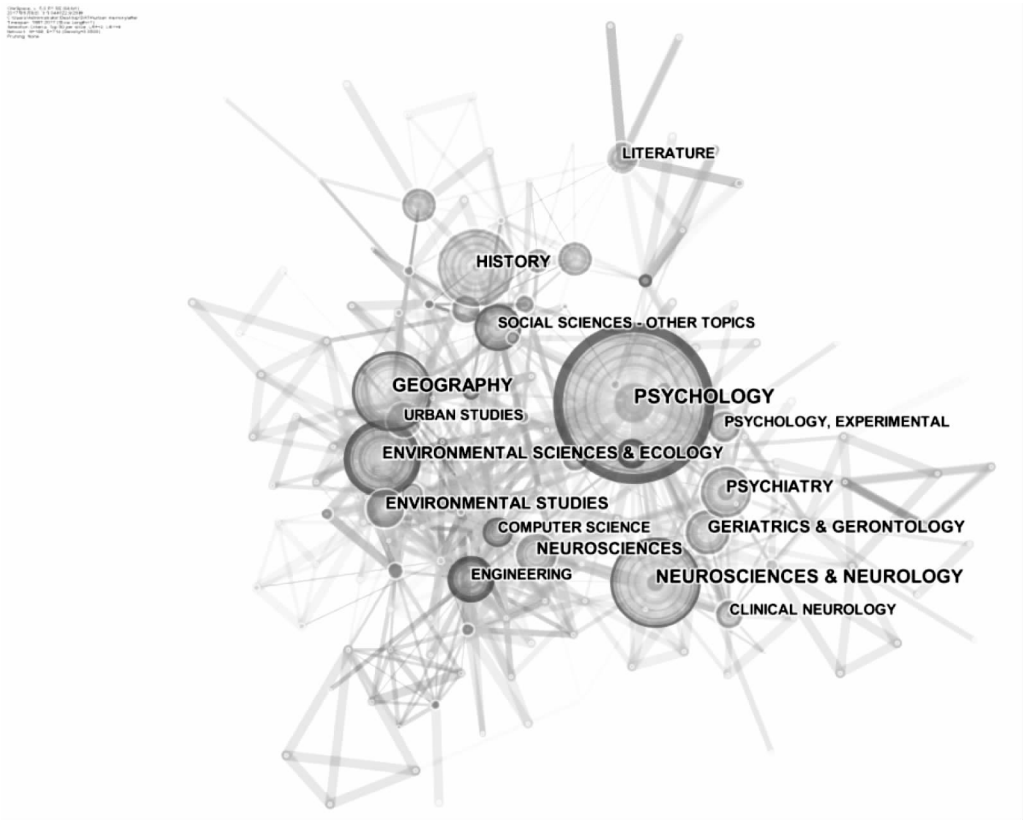 LITERATURE
HISTORY
SOCIAL SCIENCES - OTHER TOPICS
GEOGRAPHY
PSYCHOLOGY
URBAN STUDIES
PSYCHOLOGY, EXPERIMENTAL
ENVIRONMENTAL SCIENCES & ECOLOGY
PSYCHIATRY
ENVIRONMENTAL STUDIES
COMPUTER SCIENCE
GERIATRICS & GERONTOLOGY
NEUROSCIENCES
ENGINEERING
NEUROSCIENCES & NEUROLOGY
CLINICAL NEUROLOGY